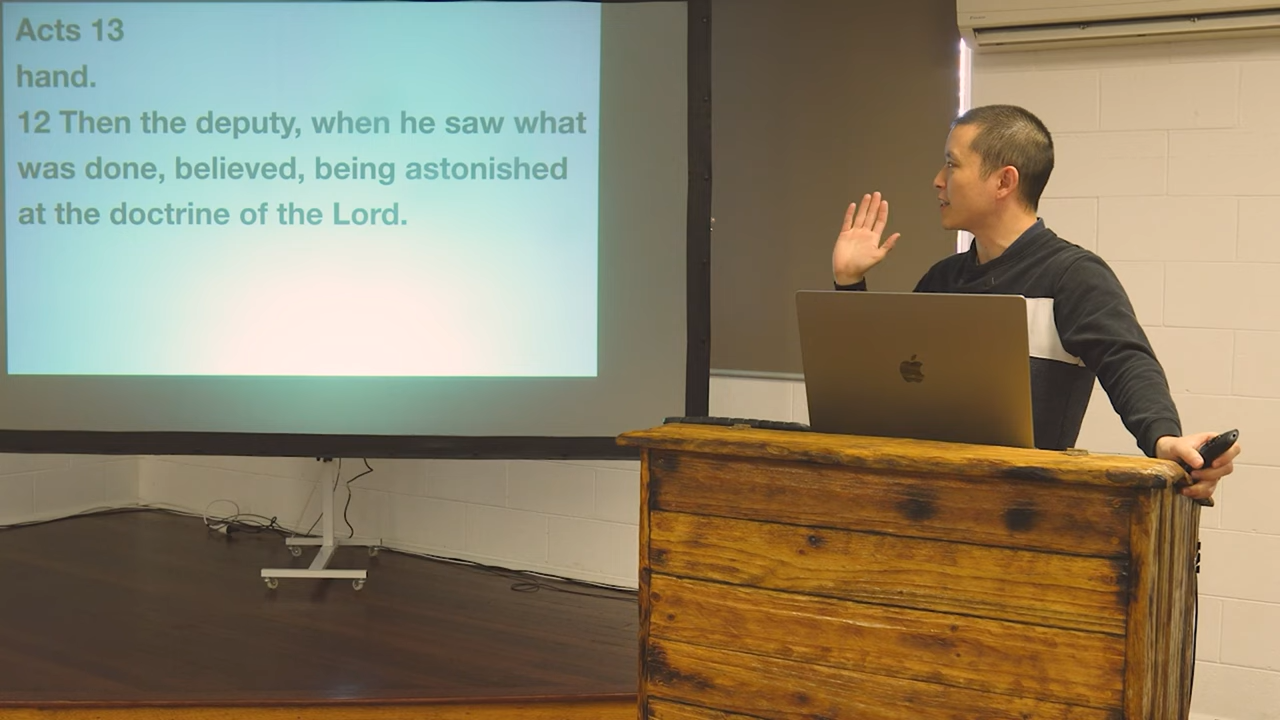 Acts 13
hand.
12 Then the deputy, when he saw what
was done, believed, being astonished
at the doctrine of the Lord.